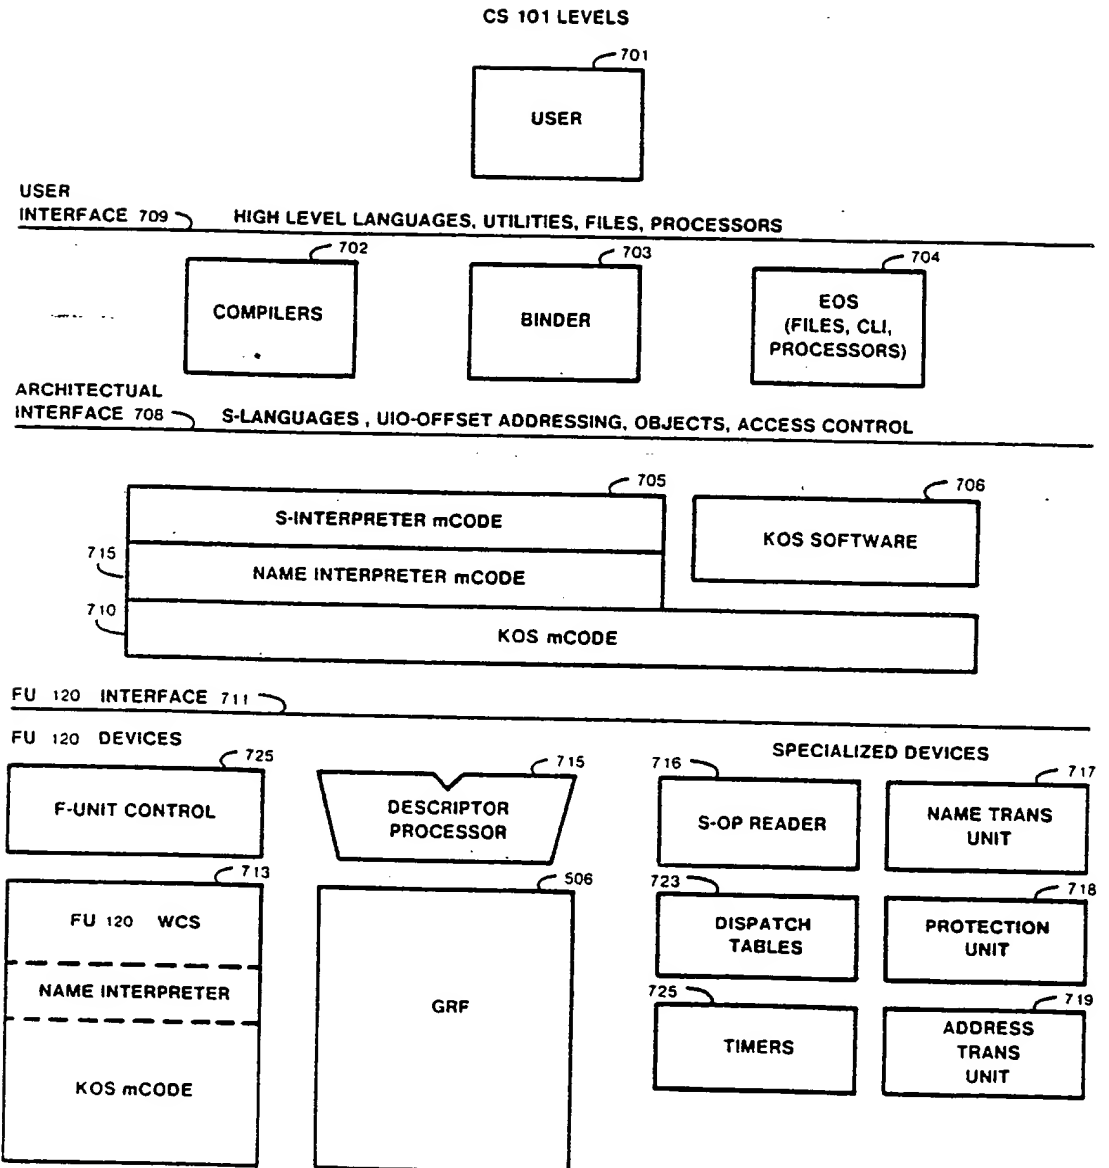 CS 101 LEVELS
701
USER
USER
INTERFACE 709
HIGH LEVEL LANGUAGES, UTILITIES, FILES, PROCESSORS
702
703
704
COMPILERS
BINDER
EOS
(FILES, CLI,
PROCESSORS)
ARCHITECTUAL
INTERFACE 708
S-LANGUAGES , UIO-OFFSET ADDRESSING, OBJECTS, ACCESS CONTROL
705
706
S-INTERPRETER mCODE
KOS SOFTWARE
715
NAME INTERPRETER mCODE
710
KOS mCODE
FU 120 INTERFACE 711
FU 120 DEVICES
SPECIALIZED DEVICES
725
715
716
717
F-UNIT CONTROL
DESCRIPTOR
PROCESSOR
S-OP READER
NAME TRANS
UNIT
713
506
723
718
FU 120 WCS
DISPATCH
TABLES
PROTECTION
UNIT
NAME INTERPRETER
GRF
725
719
TIMERS
ADDRESS
TRANS
UNIT
KOS mCODE